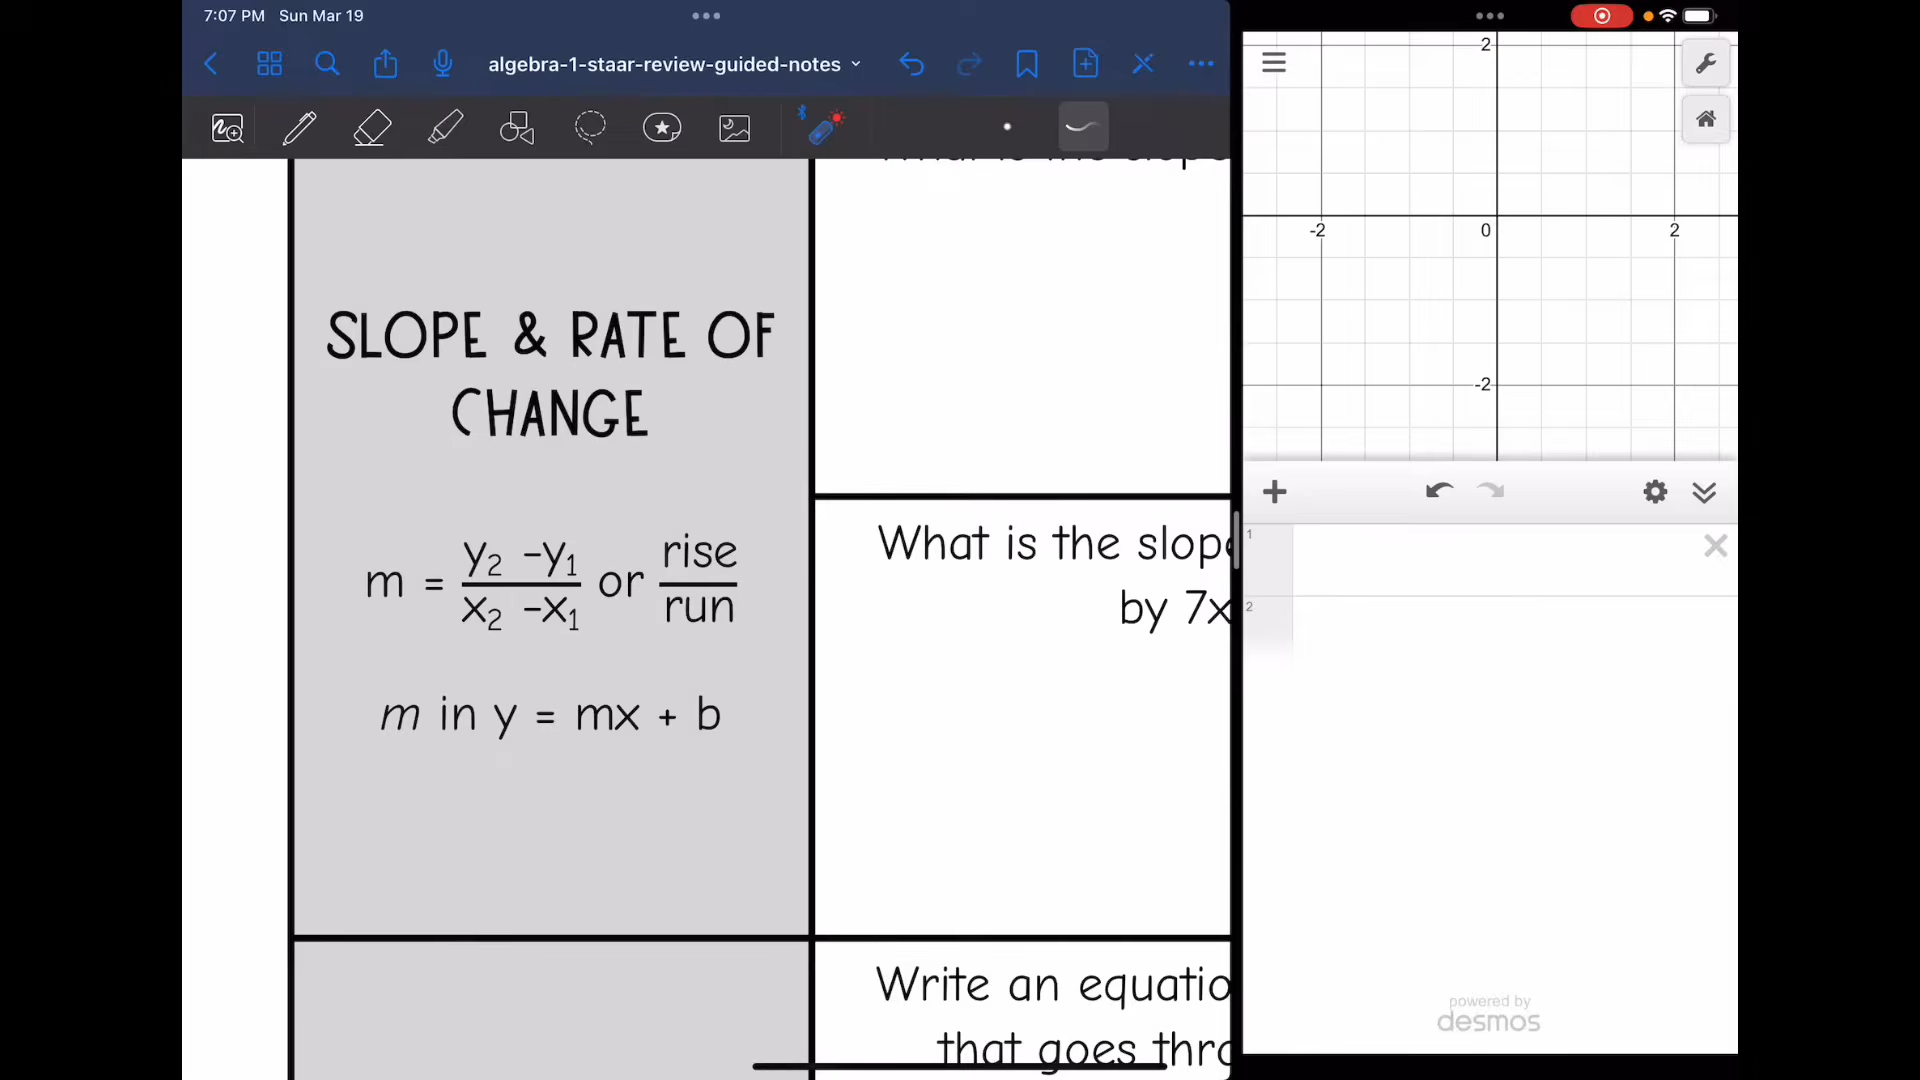 7:07 PM Sun Mar 19
algebra-1-staar-review-guided-notes
SLOPE & RATE OF
CHANGE
m = y₂ -y₁ / x₂ -x₁ or rise / run
m in y = mx + b
What is the slope
by 7x
Write an equatio
that goes thro
2
-2 0 2
-2
1
2
powered by
desmos